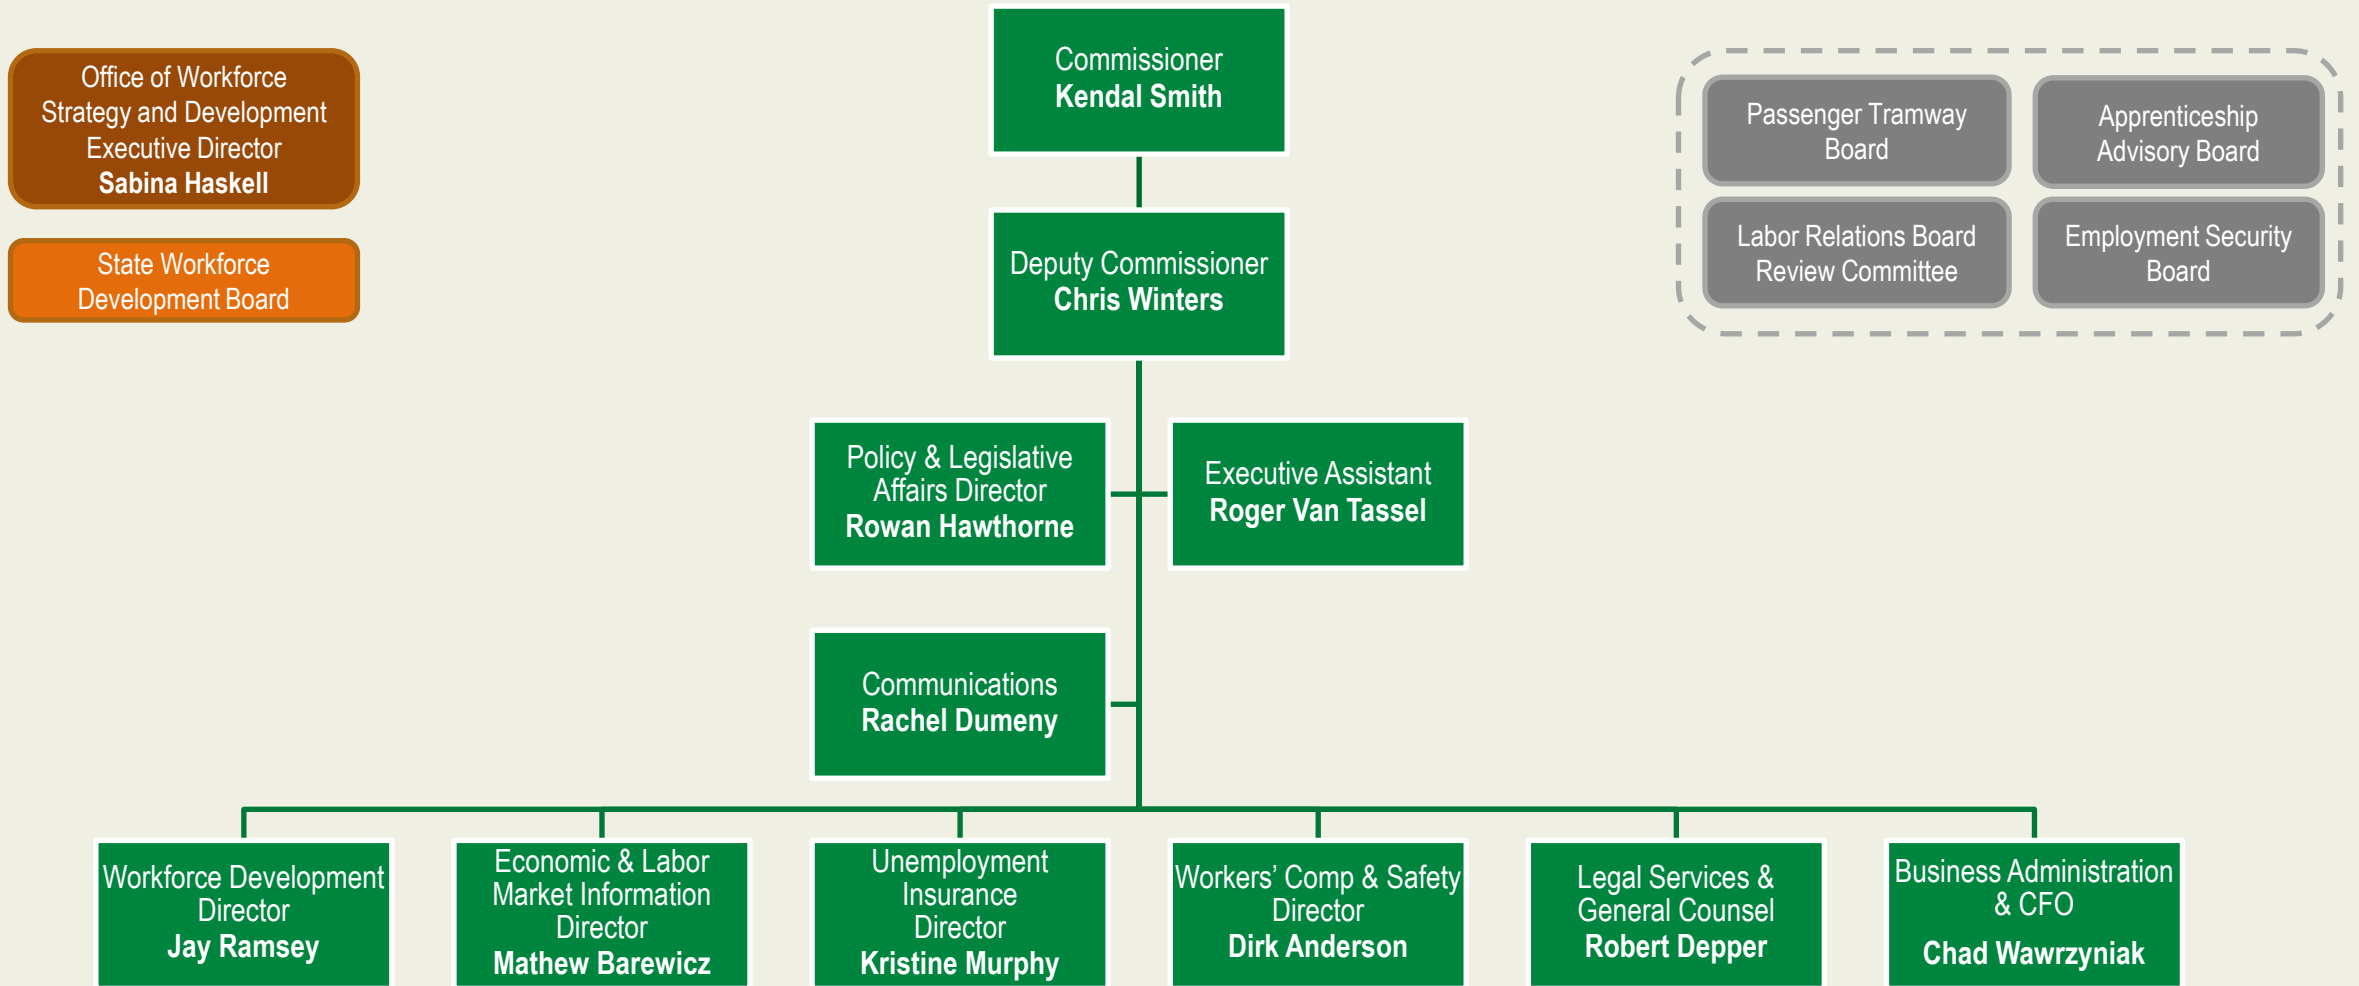 Office of Workforce
Strategy and Development
Executive Director
Sabina Haskell
State Workforce
Development Board
Commissioner
Kendal Smith
Deputy Commissioner
Chris Winters
Passenger Tramway
Board
Apprenticeship
Advisory Board
Labor Relations Board
Review Committee
Employment Security
Board
Policy & Legislative
Affairs Director
Rowan Hawthorne
Executive Assistant
Roger Van Tassel
Communications
Rachel Dumeny
Workforce Development
Director
Jay Ramsey
Economic & Labor
Market Information
Director
Mathew Barewicz
Unemployment
Insurance
Director
Kristine Murphy
Workers’ Comp & Safety
Director
Dirk Anderson
Legal Services &
General Counsel
Robert Depper
Business Administration
& CFO
Chad Wawrzyniak